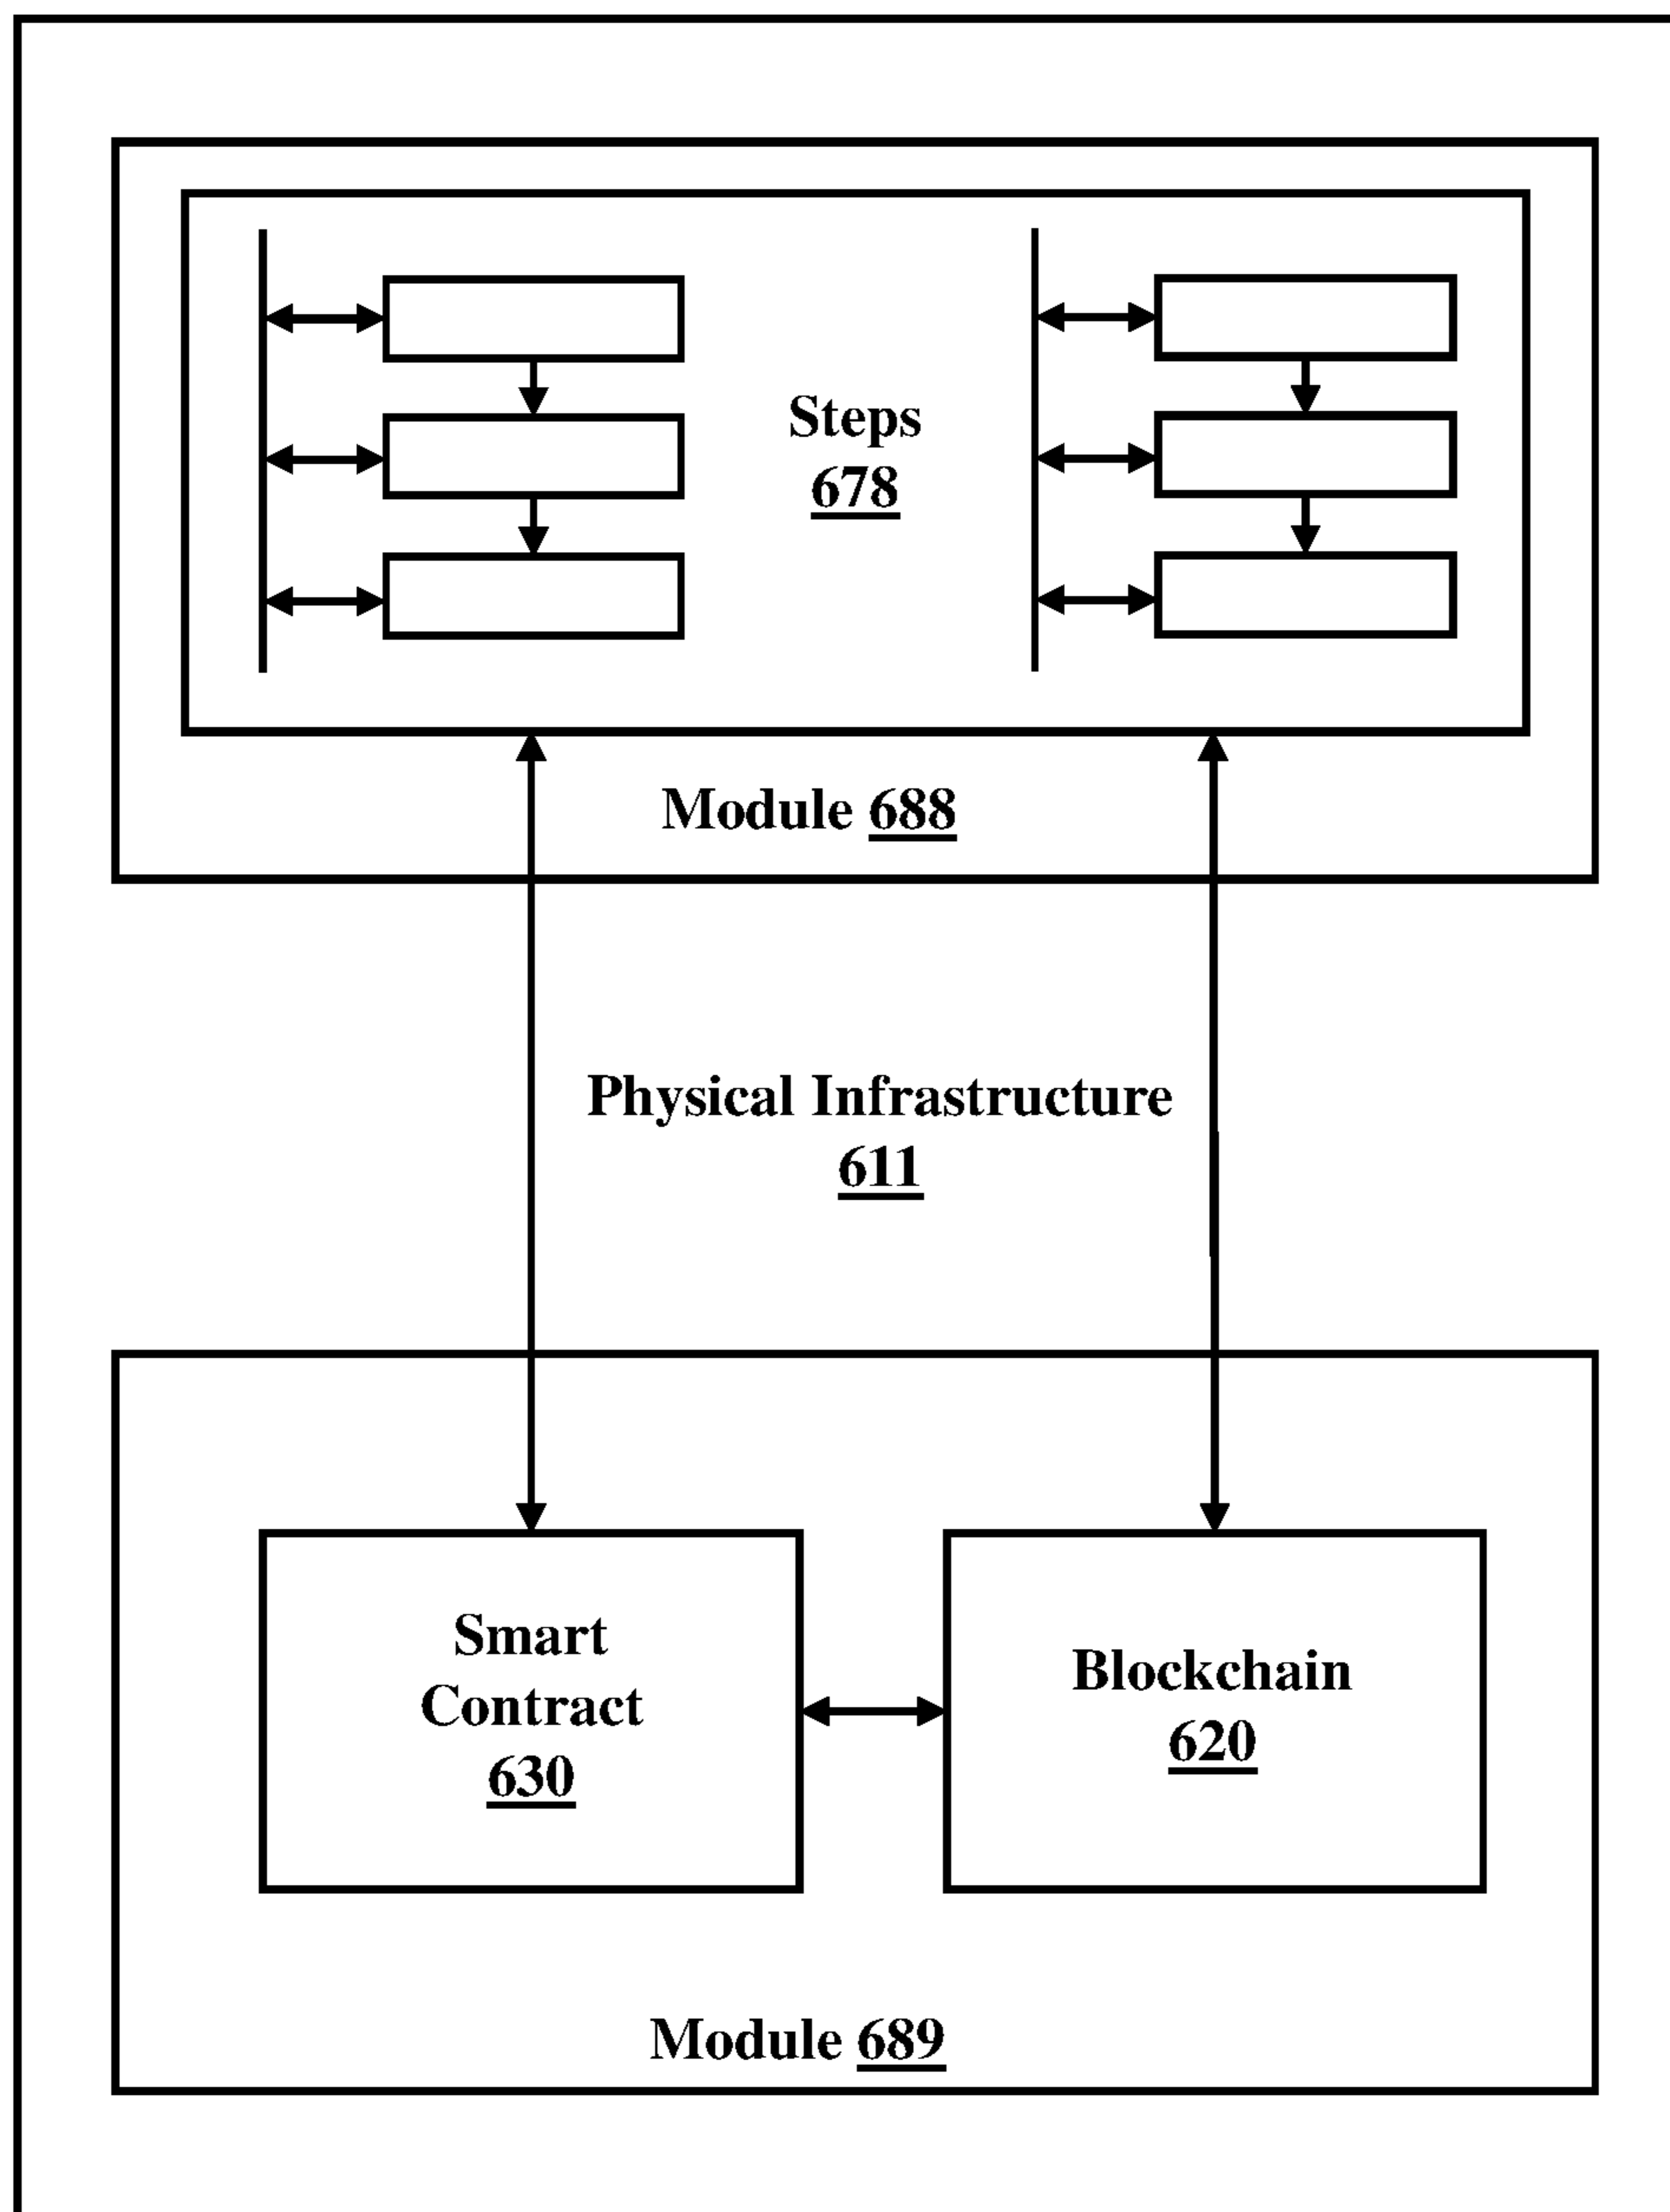 Steps
678
Module 688
Physical Infrastructure
611
Smart
Contract
630
Blockchain
620
Module 689